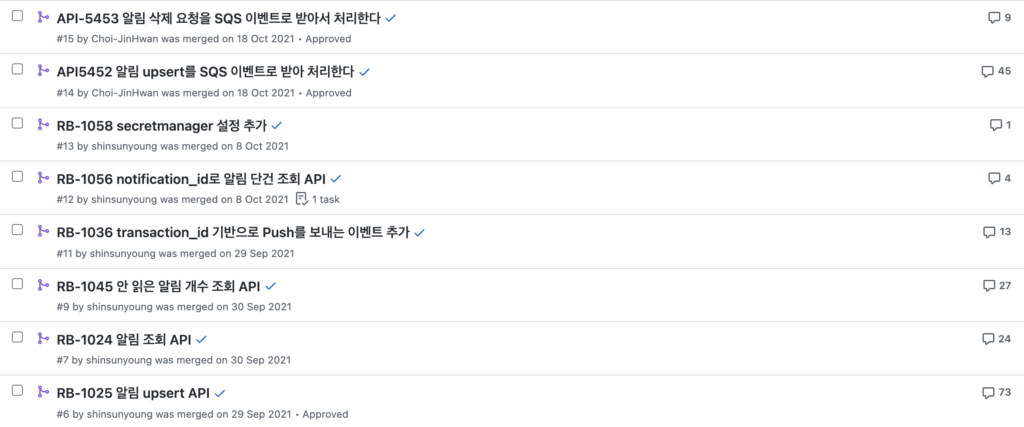 API-5453 알림 삭제 요청을 SQS 이벤트로 받아서 처리한다 9
#15 by Choi-JinHwan was merged on 18 Oct 2021 • Approved
API5452 알림 upsert를 SQS 이벤트로 받아 처리한다 45
#14 by Choi-JinHwan was merged on 18 Oct 2021 • Approved
RB-1058 secretmanager 설정 추가 1
#13 by shinsunyoung was merged on 8 Oct 2021
RB-1056 notification_id로 알림 단건 조회 API 4
#12 by shinsunyoung was merged on 8 Oct 2021 1 task
RB-1036 transaction_id 기반으로 Push를 보내는 이벤트 추가 13
#11 by shinsunyoung was merged on 29 Sep 2021
RB-1045 안 읽은 알림 개수 조회 API 27
#9 by shinsunyoung was merged on 30 Sep 2021
RB-1024 알림 조회 API 24
#7 by shinsunyoung was merged on 30 Sep 2021
RB-1025 알림 upsert API 73
#6 by shinsunyoung was merged on 29 Sep 2021 • Approved